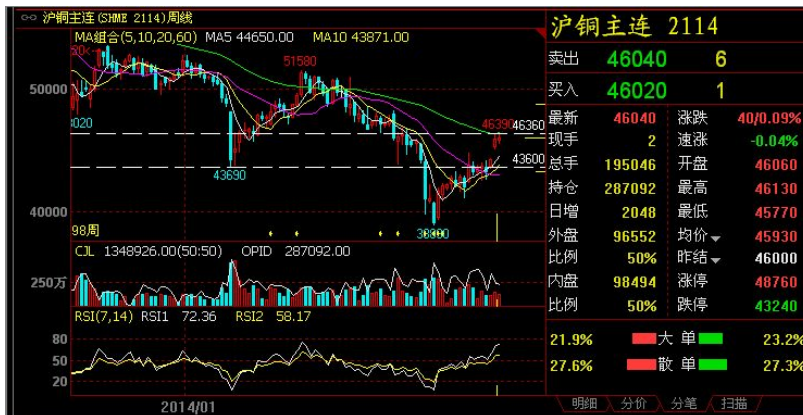 沪铜主连(SHME 2114)周线
MA组合(5,10,20,60) MA5 44650.00 MA10 43871.00
51580
50000
46390
46360
43690
43600
40000
98周
CJL 1348926.00(50:50) OPID 287092.00
250万
RSI(7,14) RSI1 72.36 RSI2 58.17
80
50
20
2014/01
沪铜主连 2114
卖出 46040 6
买入 46020 1
最新 46040 涨跌 40/0.09%
现手 2 速涨 -0.04%
总手 195046 开盘 46060
持仓 287092 最高 46130
日增 2048 最低 45770
外盘 96552 均价 45930
比例 50% 昨结 46000
内盘 98494 涨停 48760
比例 50% 跌停 43240
21.9% 大单 23.2%
27.6% 散单 27.3%
明细 分价 分笔 扫描